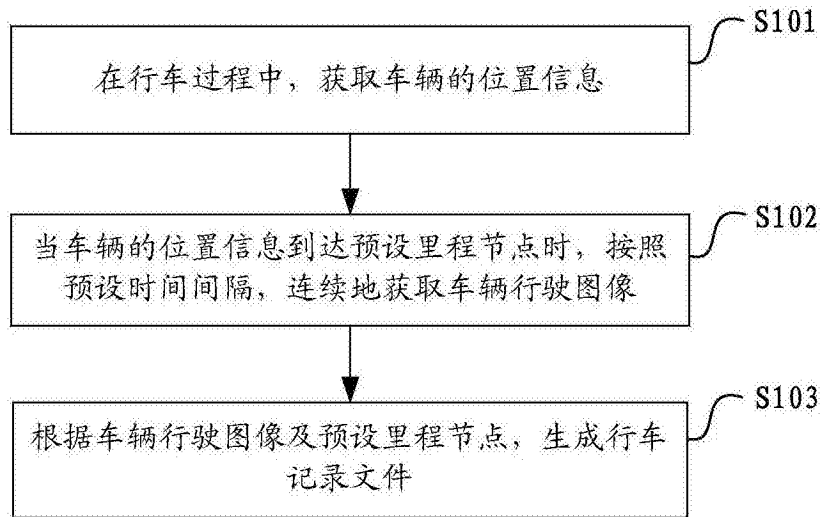 S101
在行车过程中，获取车辆的位置信息
S102
当车辆的位置信息到达预设里程节点时，按照
预设时间间隔，连续地获取车辆行驶图像
S103
根据车辆行驶图像及预设里程节点，生成行车
记录文件